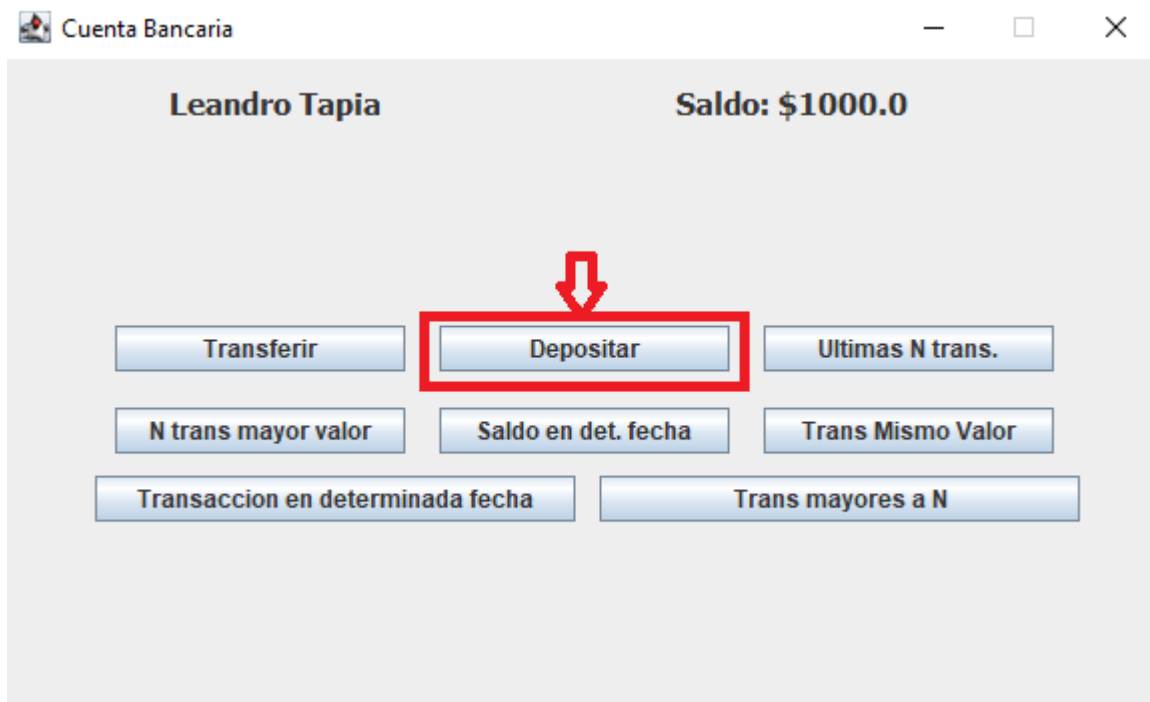 Cuenta Bancaria
Leandro Tapia Saldo: $1000.0
Transferir Depositar Ultimas N trans.
N trans mayor valor Saldo en det. fecha Trans Mismo Valor
Transaccion en determinada fecha Trans mayores a N